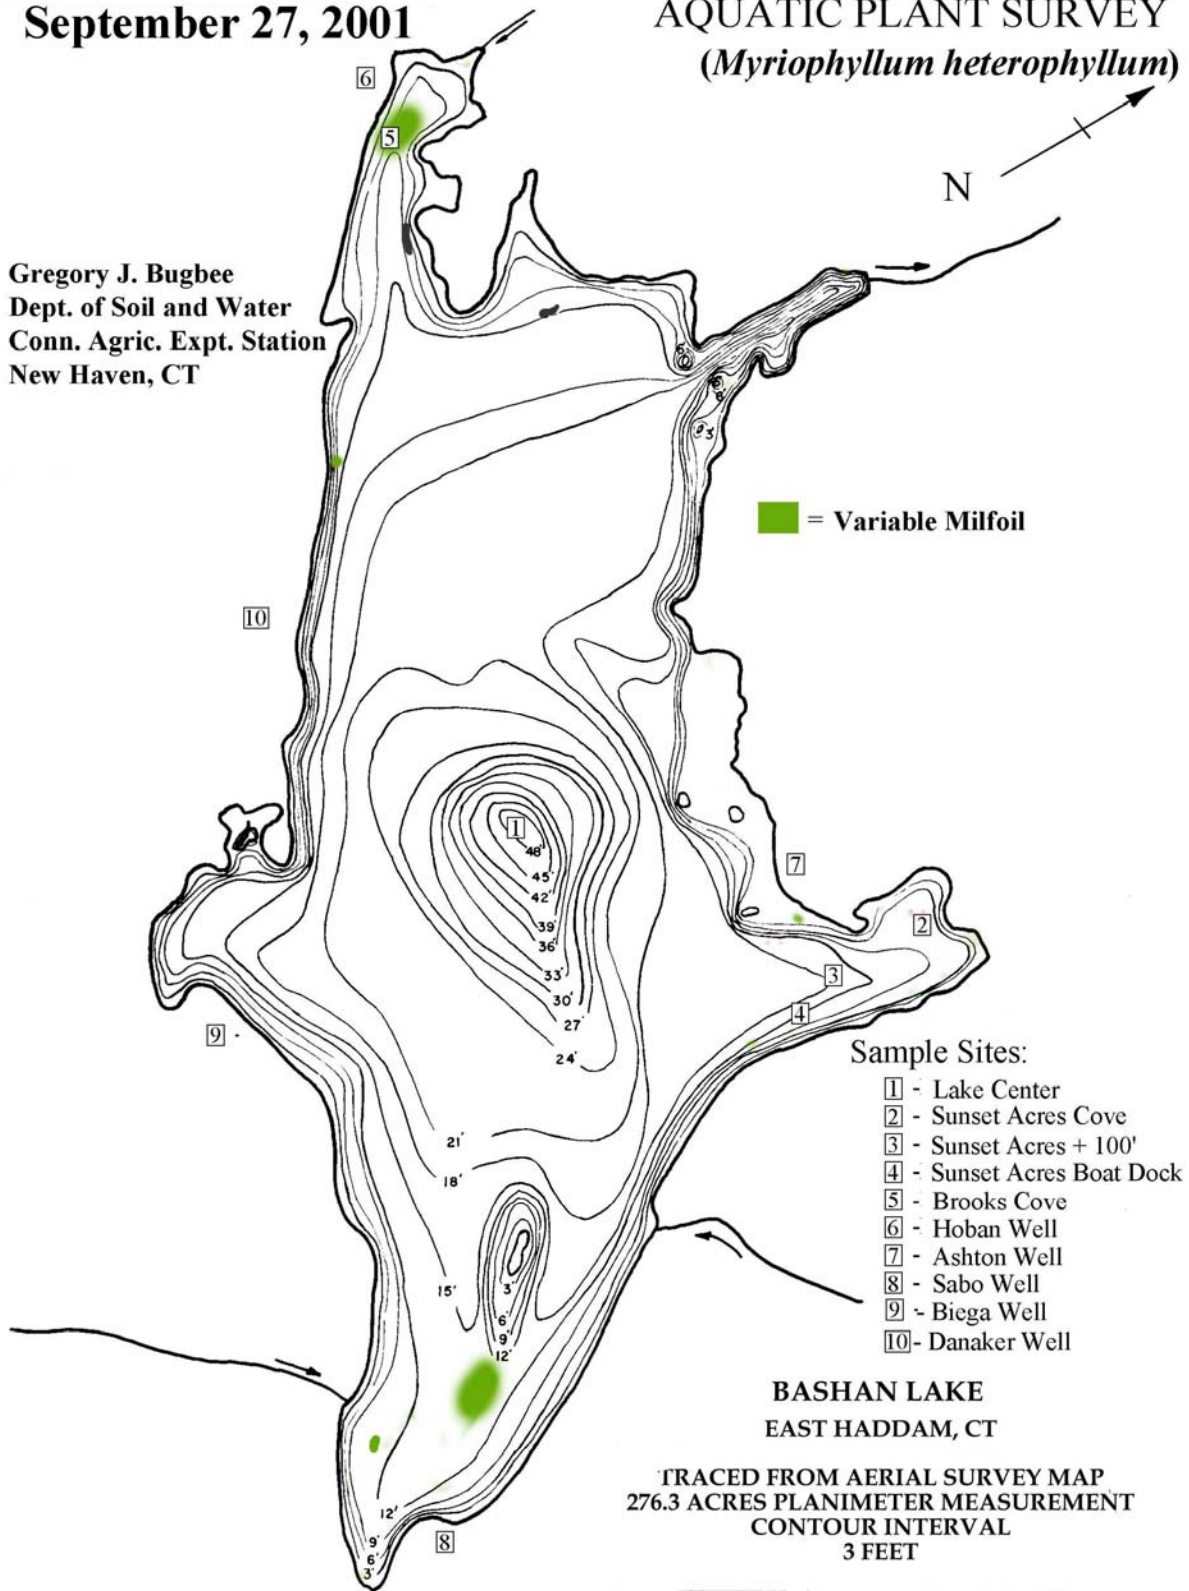 September 27, 2001
AQUATIC PLANT SURVEY
(Myriophyllum heterophyllum)
N
6
5
Gregory J. Bugbee
Dept. of Soil and Water
Conn. Agric. Expt. Station
New Haven, CT
6
6
3'
= Variable Milfoil
10
1
48'
45'
42'
39'
36'
33'
30'
27'
24'
21'
18'
15'
7
2
3
4
9
Sample Sites:
1 - Lake Center
2 - Sunset Acres Cove
3 - Sunset Acres + 100'
4 - Sunset Acres Boat Dock
5 - Brooks Cove
6 - Hoban Well
7 - Ashton Well
8 - Sabo Well
9 - Biega Well
10 - Danaker Well
3'
6'
9'
12'
BASHAN LAKE
EAST HADDAM, CT
TRACED FROM AERIAL SURVEY MAP
276.3 ACRES PLANIMETER MEASUREMENT
CONTOUR INTERVAL
3 FEET
12'
9'
6'
3'
8